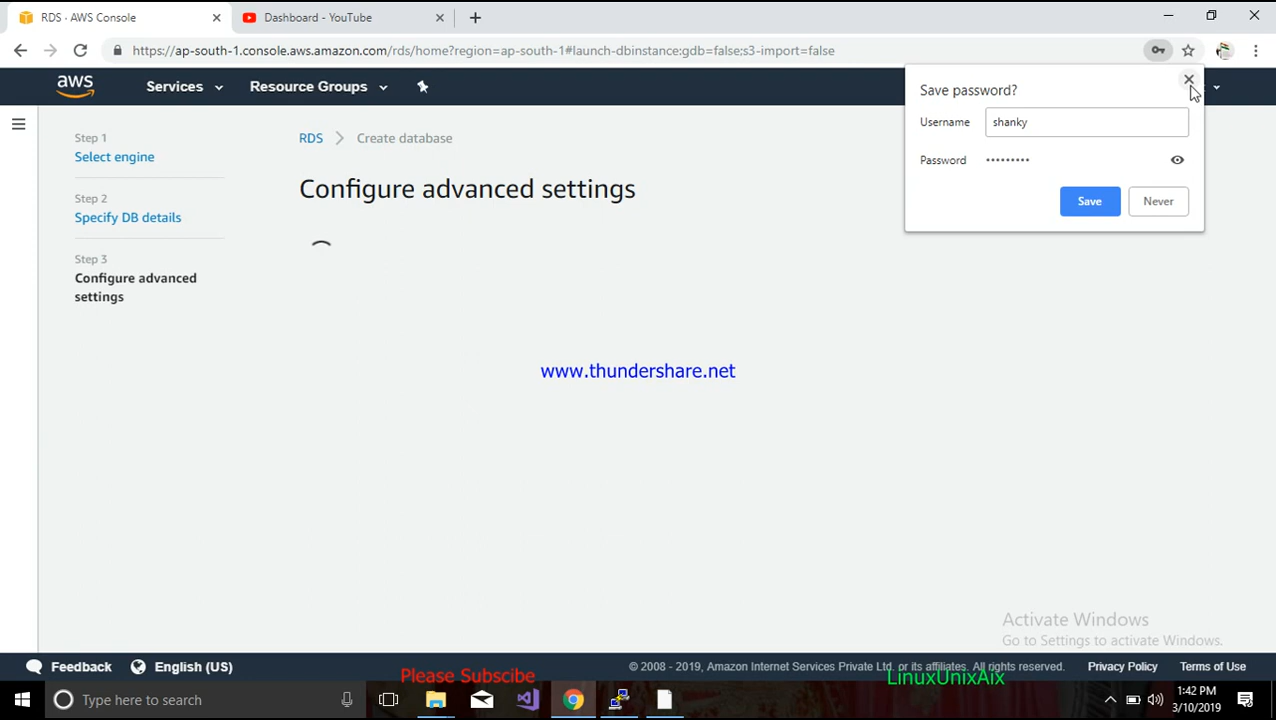 RDS · AWS Console
Dashboard - YouTube
https://ap-south-1.console.aws.amazon.com/rds/home?region=ap-south-1#launch-dbinstance:gdb=false;s3-import=false
aws
Services
Resource Groups
Save password?
Username
shanky
Password
•••••••••
Save
Never
Step 1
Select engine
Step 2
Specify DB details
Step 3
Configure advanced
settings
RDS
Create database
Configure advanced settings
www.thundershare.net
Activate Windows
Go to Settings to activate Windows.
Feedback
English (US)
© 2008 - 2019, Amazon Internet Services Private Ltd. or its affiliates. All rights reserved.
Privacy Policy
Terms of Use
Please Subscibe
LinuxUnixAix
Type here to search
1:42 PM
3/10/2019